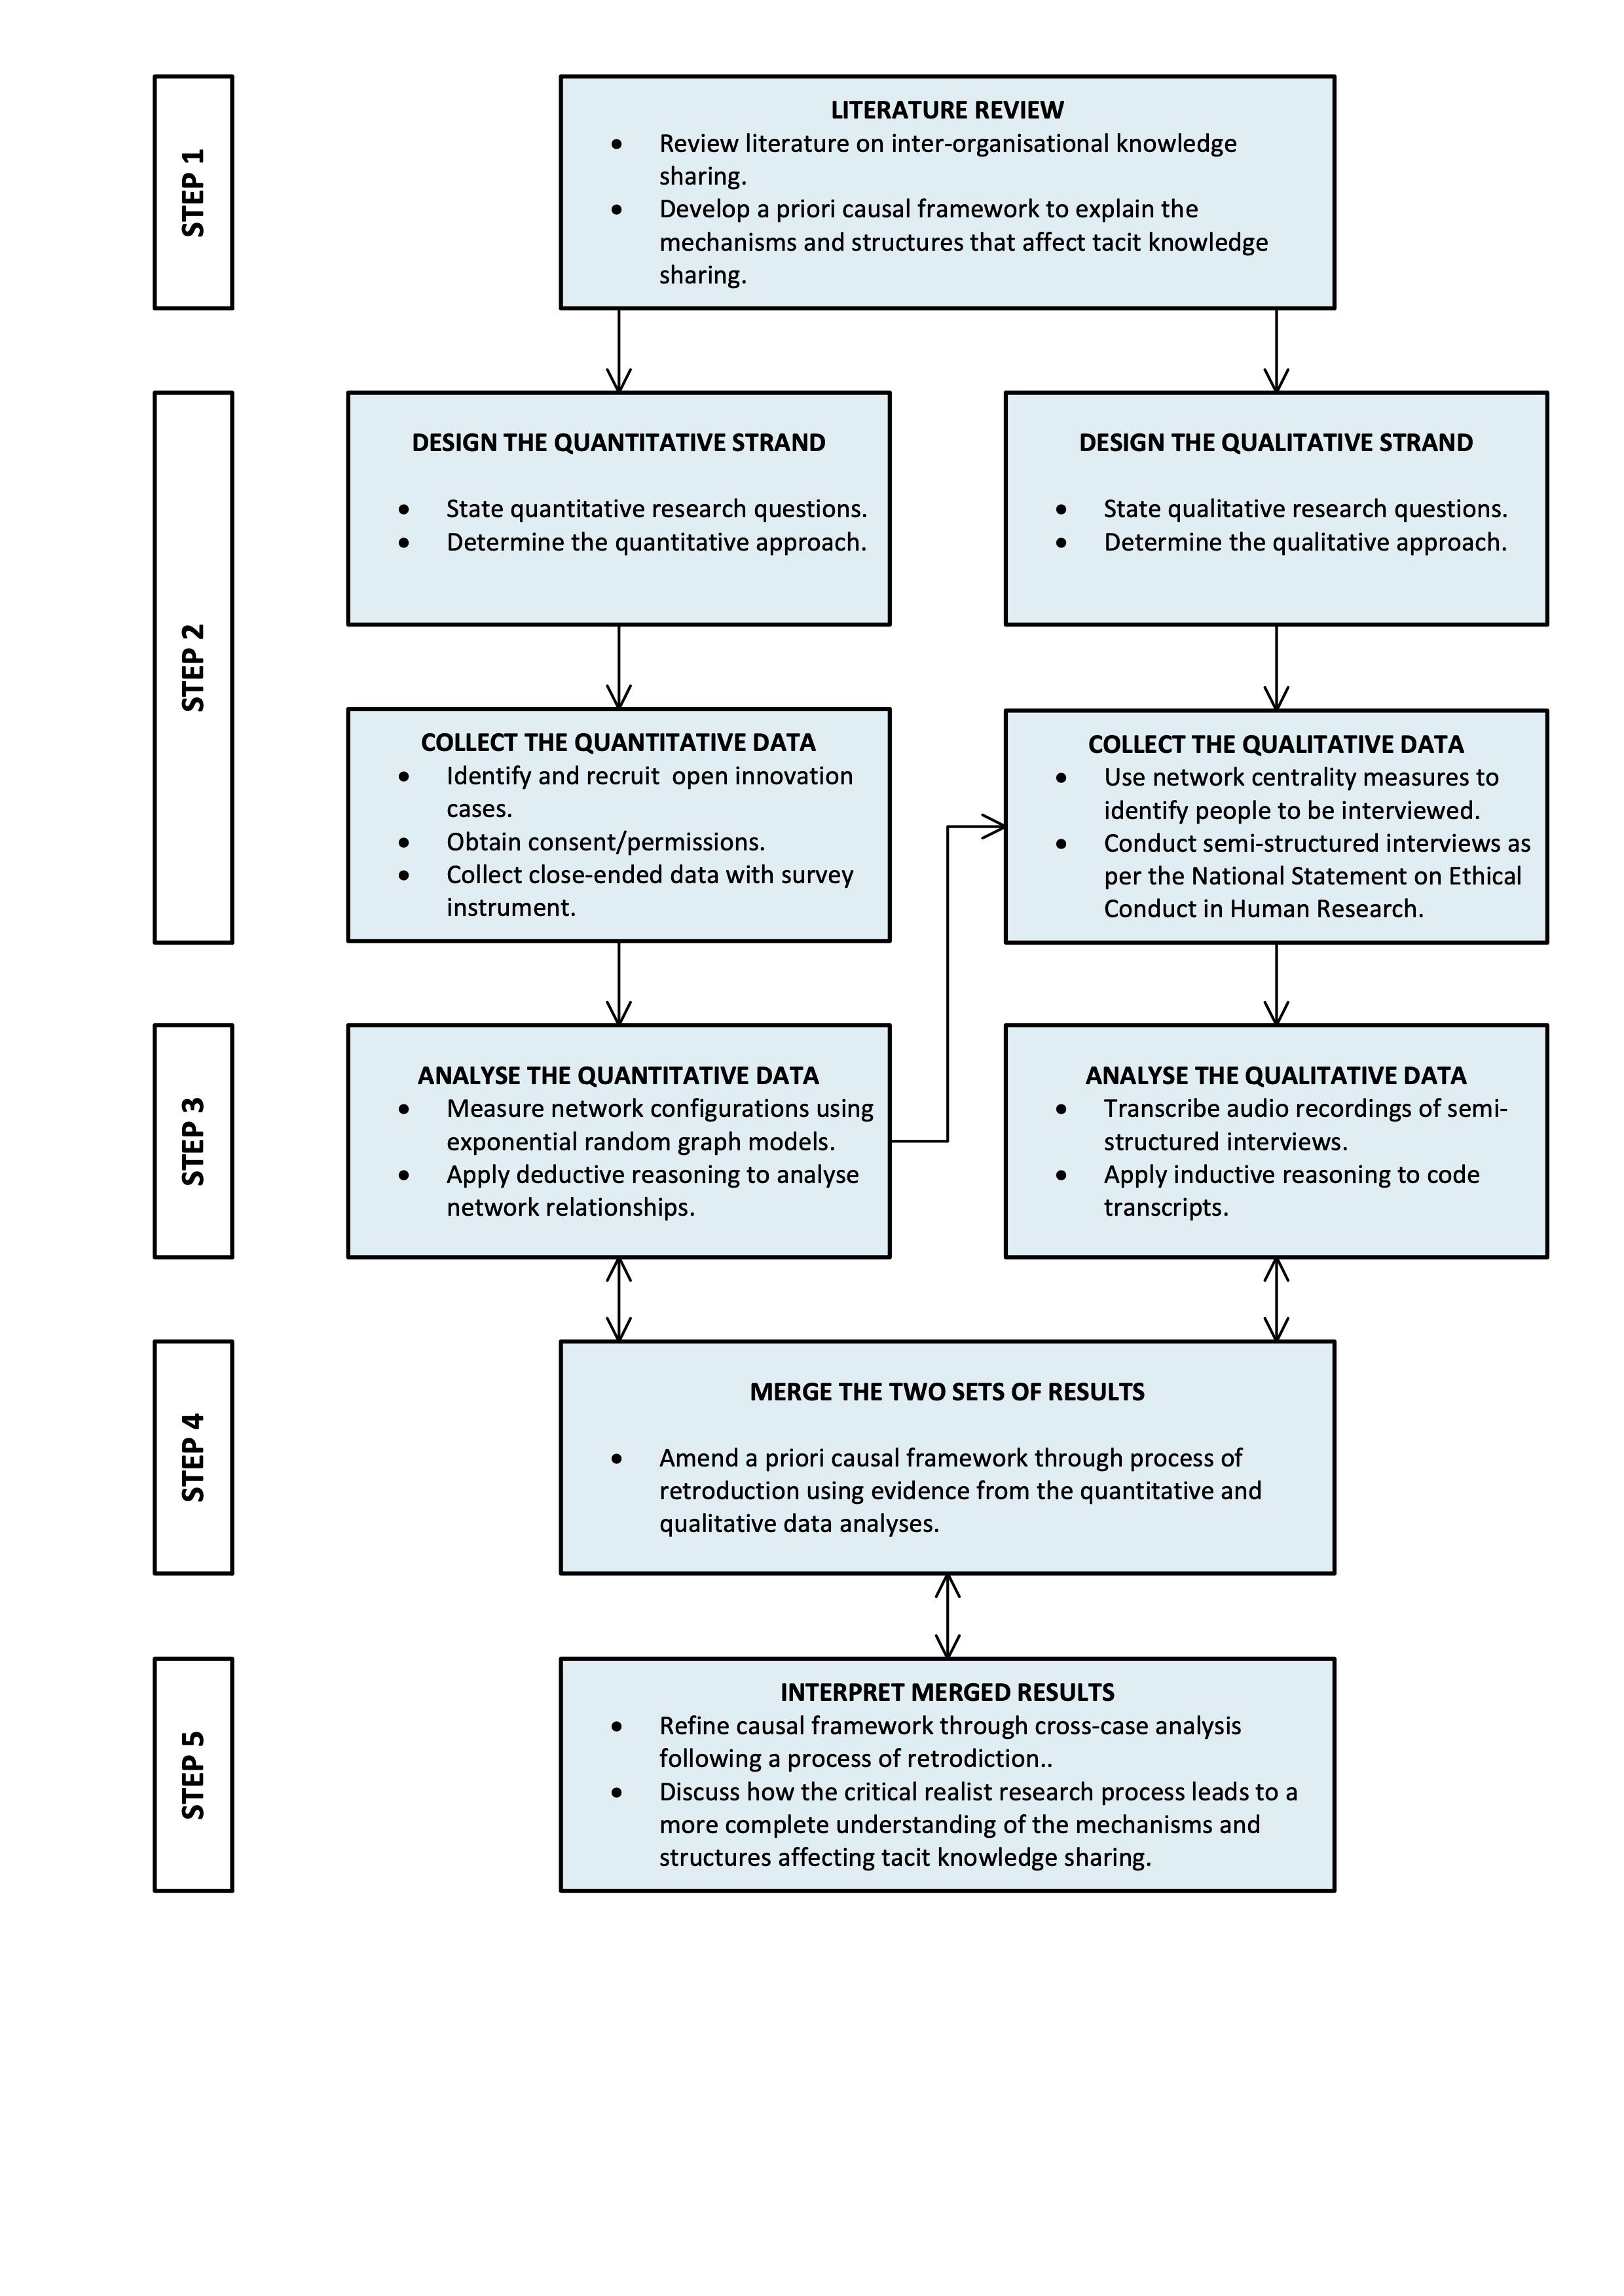 STEP 1
LITERATURE REVIEW
• Review literature on inter-organisational knowledge
sharing.
• Develop a priori causal framework to explain the
mechanisms and structures that affect tacit knowledge
sharing.
STEP 2
DESIGN THE QUANTITATIVE STRAND
• State quantitative research questions.
• Determine the quantitative approach.
DESIGN THE QUALITATIVE STRAND
• State qualitative research questions.
• Determine the qualitative approach.
COLLECT THE QUANTITATIVE DATA
• Identify and recruit  open innovation
cases.
• Obtain consent/permissions.
• Collect close-ended data with survey
instrument.
COLLECT THE QUALITATIVE DATA
• Use network centrality measures to
identify people to be interviewed.
• Conduct semi-structured interviews as
per the National Statement on Ethical
Conduct in Human Research.
STEP 3
ANALYSE THE QUANTITATIVE DATA
• Measure network configurations using
exponential random graph models.
• Apply deductive reasoning to analyse
network relationships.
ANALYSE THE QUALITATIVE DATA
• Transcribe audio recordings of semi-
structured interviews.
• Apply inductive reasoning to code
transcripts.
STEP 4
MERGE THE TWO SETS OF RESULTS
• Amend a priori causal framework through process of
retroduction using evidence from the quantitative and
qualitative data analyses.
STEP 5
INTERPRET MERGED RESULTS
• Refine causal framework through cross-case analysis
following a process of retrodiction..
• Discuss how the critical realist research process leads to a
more complete understanding of the mechanisms and
structures affecting tacit knowledge sharing.